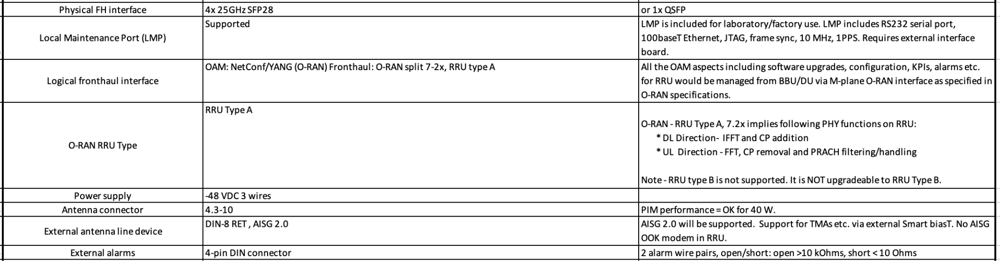 Physical FH interface
4x 25GHz SFP28
or 1x QSFP
Local Maintenance Port (LMP)
Supported
LMP is included for laboratory/factory use. LMP includes RS232 serial port,
100baseT Ethernet, JTAG, frame sync, 10 MHz, 1PPS. Requires external interface
board.
Logical fronthaul interface
OAM: NetConf/YANG (O-RAN) Fronthaul: O-RAN split 7-2x, RRU type A
All the OAM aspects including software upgrades, configuration, KPIs, alarms etc.
for RRU would be managed from BBU/DU via M-plane O-RAN interface as specified in
O-RAN specifications.
O-RAN RRU Type
RRU Type A
O-RAN - RRU Type A, 7.2x implies following PHY functions on RRU:
* DL Direction- IFFT and CP addition
* UL Direction - FFT, CP removal and PRACH filtering/handling
Note - RRU type B is not supported. It is NOT upgradeable to RRU Type B.
Power supply
-48 VDC 3 wires
Antenna connector
4.3-10
PIM performance = OK for 40 W.
External antenna line device
DIN-8 RET , AISG 2.0
AISG 2.0 will be supported. Support for TMAs etc. via external Smart biasT. No AISG
OOK modem in RRU.
External alarms
4-pin DIN connector
2 alarm wire pairs, open/short: open >10 kOhms, short < 10 Ohms